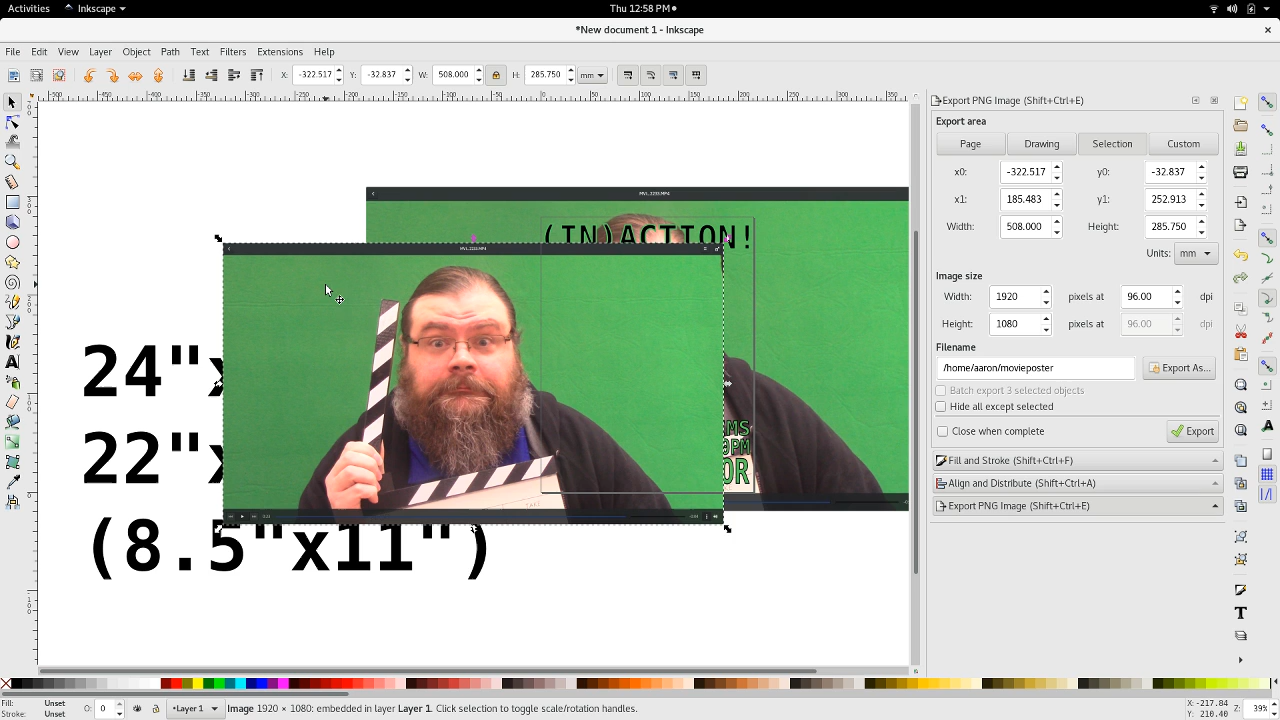 Activities Inkscape Thu 12:58 PM
*New document 1 - Inkscape
File Edit View Layer Object Path Text Filters Extensions Help
X: -322.517 Y: -32.837 W: 508.000 H: 285.750 mm
Export PNG Image (Shift+Ctrl+E)
Export area
Page Drawing Selection Custom
x0: -322.517 y0: -32.837
x1: 185.483 y1: 252.913
Width: 508.000 Height: 285.750
Units: mm
Image size
Width: 1920 pixels at 96.00 dpi
Height: 1080 pixels at 96.00 dpi
Filename
/home/aaron/movieposter Export As...
Batch export 3 selected objects
Hide all except selected
Close when complete Export
Fill and Stroke (Shift+Ctrl+F)
Align and Distribute (Shift+Ctrl+A)
Export PNG Image (Shift+Ctrl+E)
(IN)ACTION!
24"x
22"x
(8.5"x11")
MS
0PM
OR
Fill: Unset
Stroke: Unset
O: 0
•Layer 1
Image 1920 × 1080: embedded in layer Layer 1. Click selection to toggle scale/rotation handles.
X: -217.84
Y: 210.40
Z: 39%